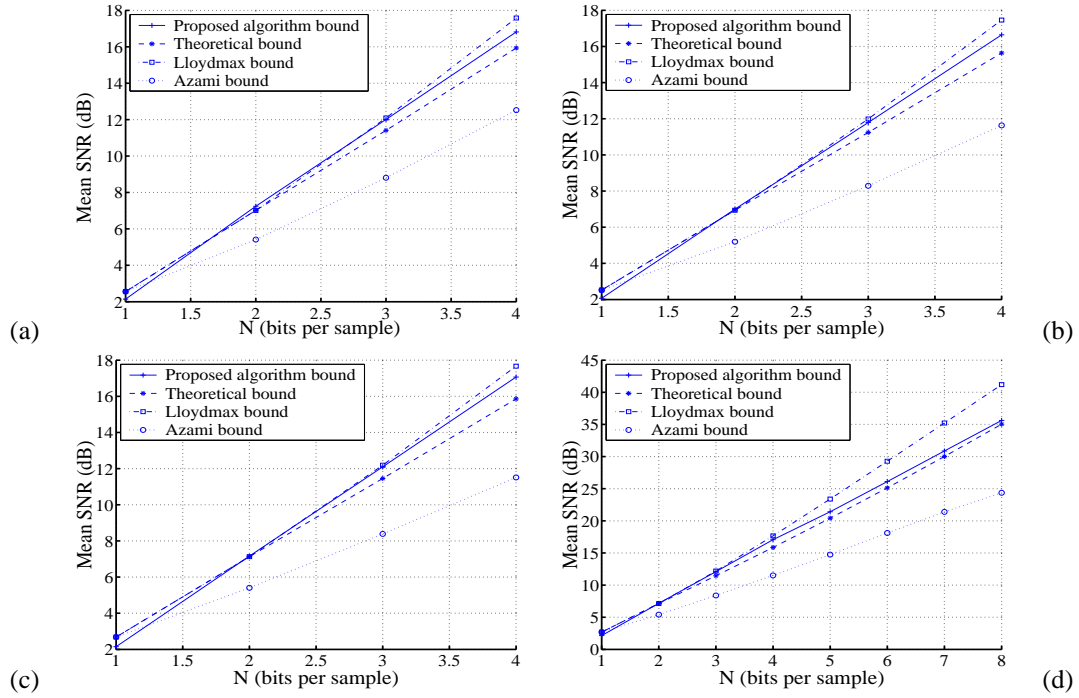 18
16
14
12
10
8
6
4
2
Mean SNR (dB)
Proposed algorithm bound
Theoretical bound
Lloydmax bound
Azami bound
1 1.5 2 2.5 3 3.5 4
N (bits per sample)
(a)
18
16
14
12
10
8
6
4
2
Mean SNR (dB)
Proposed algorithm bound
Theoretical bound
Lloydmax bound
Azami bound
1 1.5 2 2.5 3 3.5 4
N (bits per sample)
(b)
18
16
14
12
10
8
6
4
2
Mean SNR (dB)
Proposed algorithm bound
Theoretical bound
Lloydmax bound
Azami bound
1 1.5 2 2.5 3 3.5 4
N (bits per sample)
(c)
45
40
35
30
25
20
15
10
5
0
Mean SNR (dB)
Proposed algorithm bound
Theoretical bound
Lloydmax bound
Azami bound
1 2 3 4 5 6 7 8
N (bits per sample)
(d)